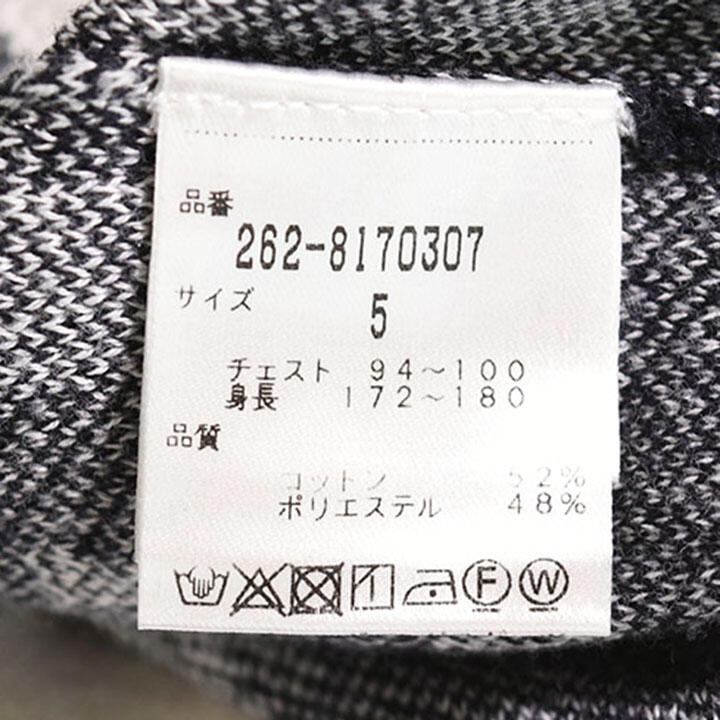 品番
262-8170307
サイズ
5
チェスト 94～100
身長 172～180
品質
コットン 52%
ポリエステル 48%
F W